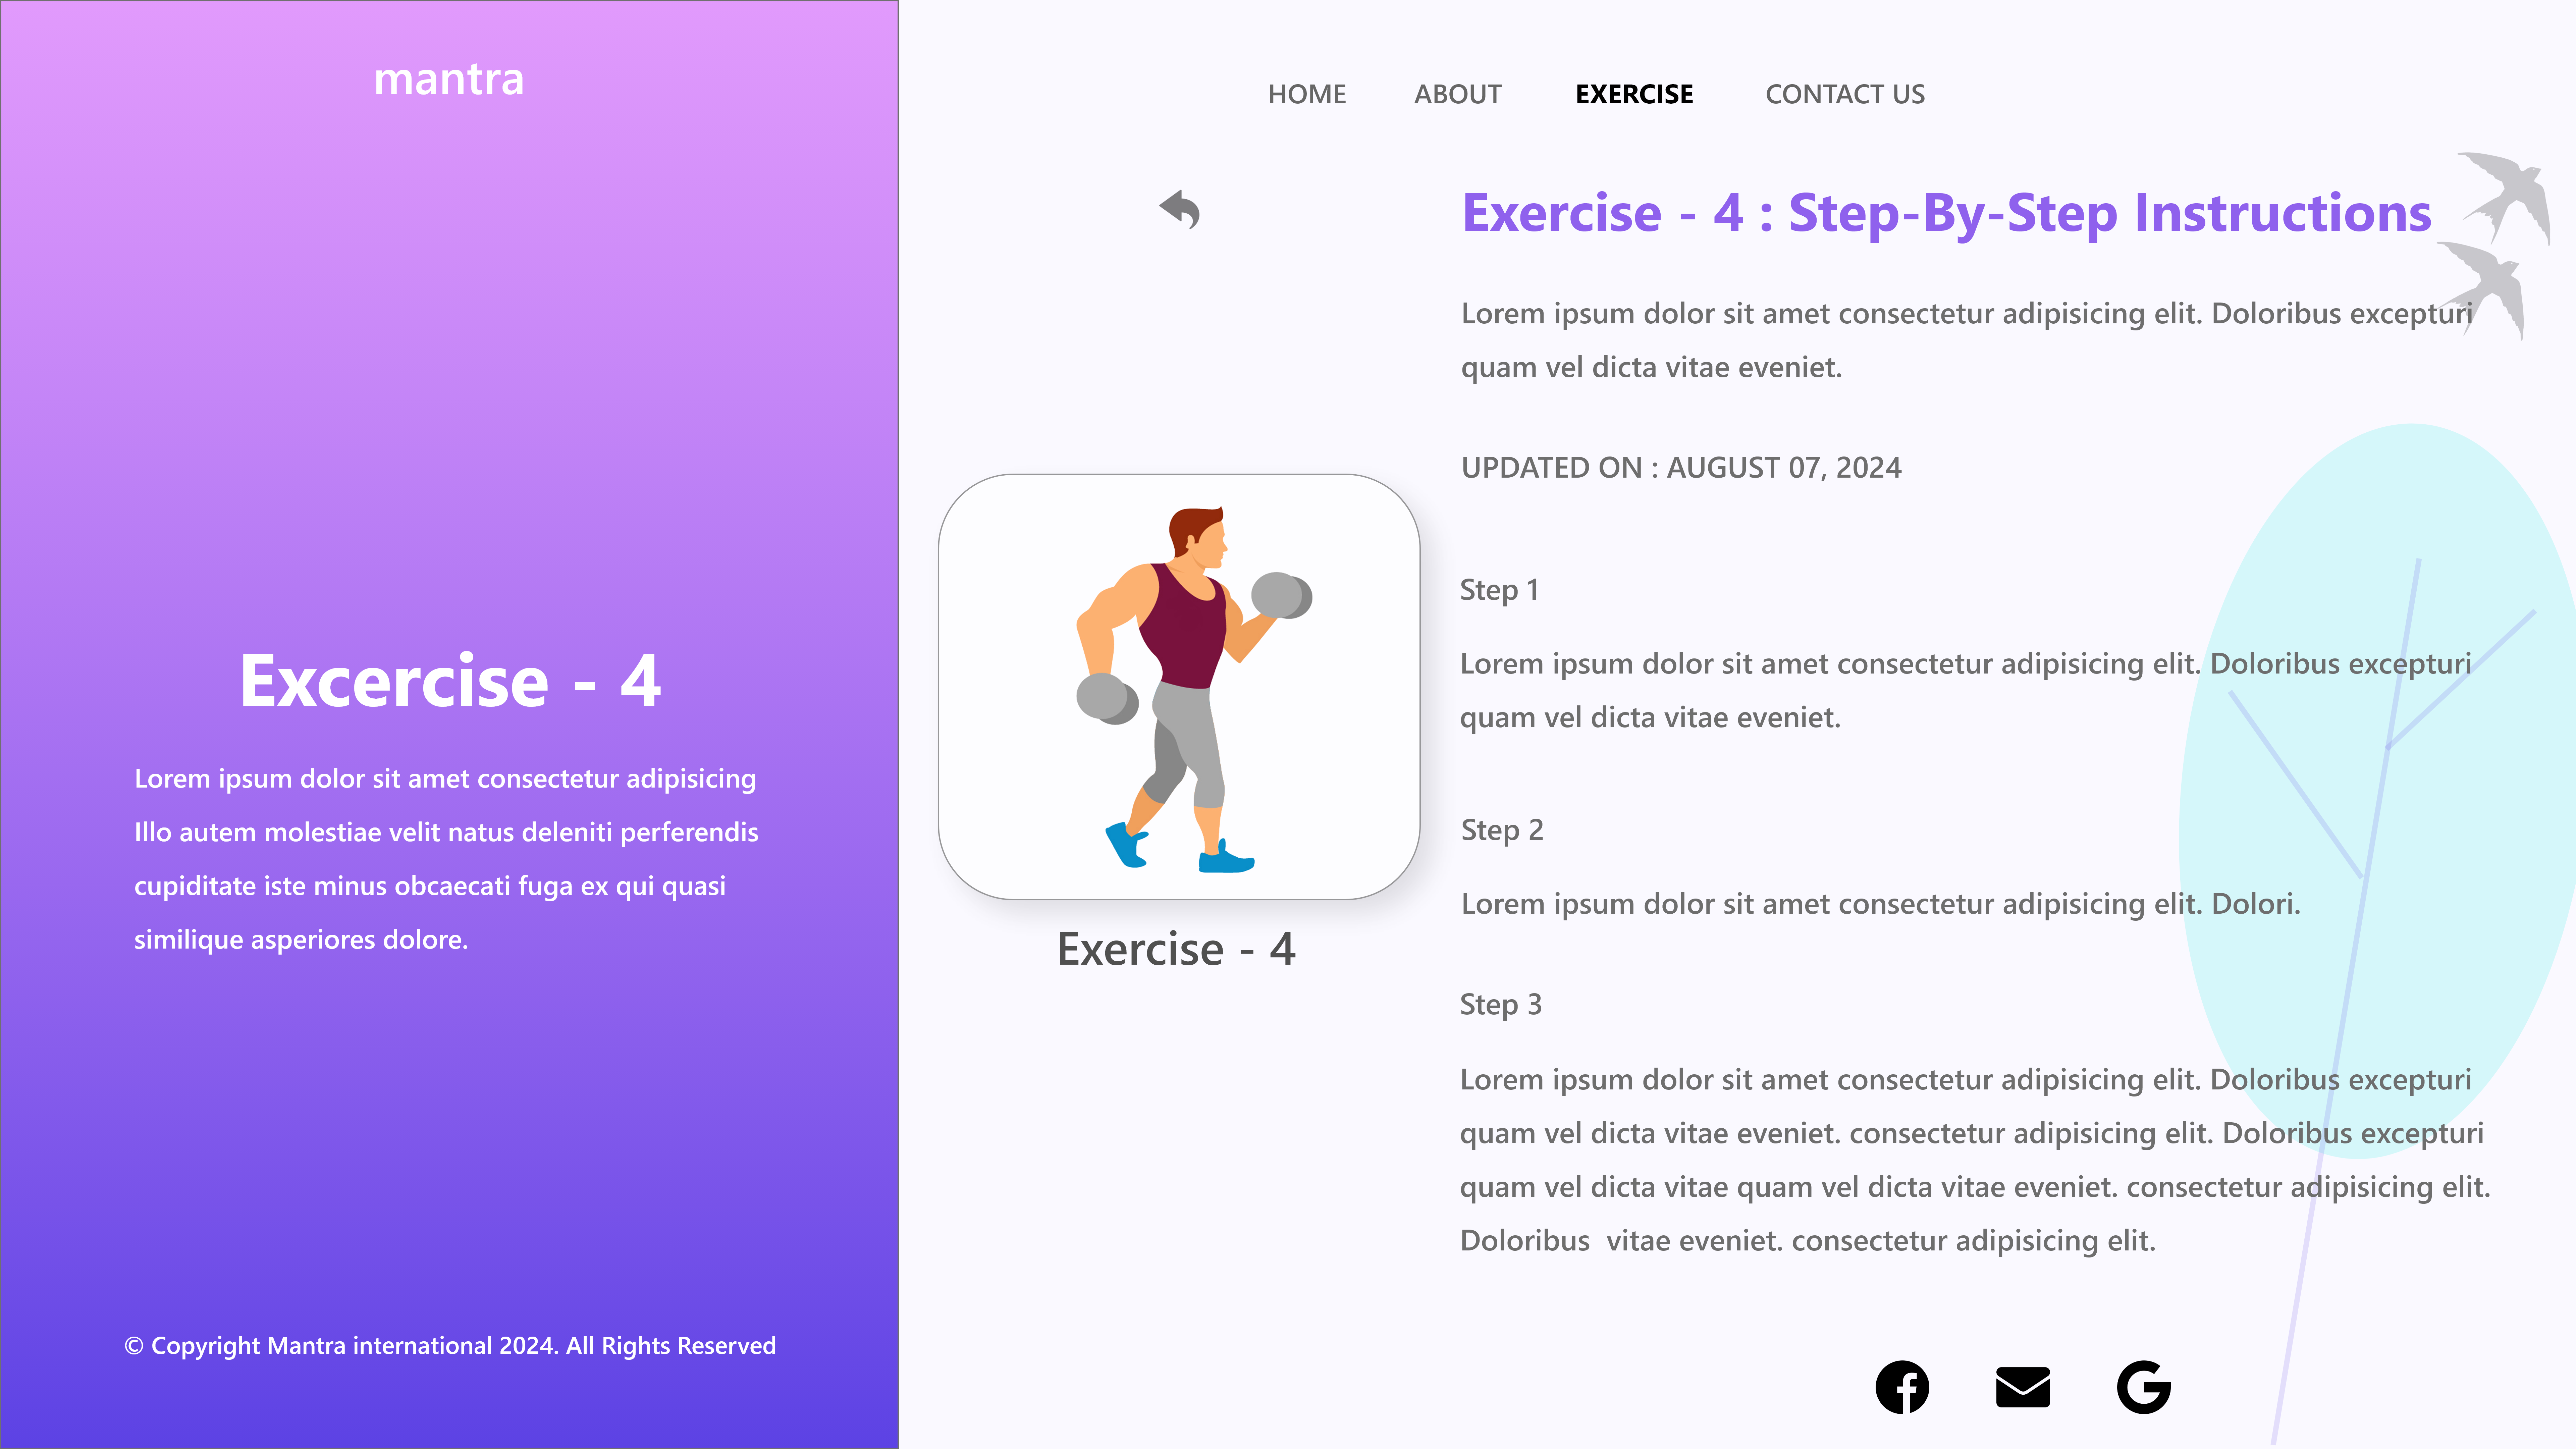 mantra
Excercise - 4
Lorem ipsum dolor sit amet consectetur adipisicing
Illo autem molestiae velit natus deleniti perferendis
cupiditate iste minus obcaecati fuga ex qui quasi
similique asperiores dolore.
© Copyright Mantra international 2024. All Rights Reserved
HOME ABOUT EXERCISE CONTACT US
Exercise - 4
Exercise - 4 : Step-By-Step Instructions
Lorem ipsum dolor sit amet consectetur adipisicing elit. Doloribus excepturi
quam vel dicta vitae eveniet.
UPDATED ON : AUGUST 07, 2024
Step 1
Lorem ipsum dolor sit amet consectetur adipisicing elit. Doloribus excepturi
quam vel dicta vitae eveniet.
Step 2
Lorem ipsum dolor sit amet consectetur adipisicing elit. Dolori.
Step 3
Lorem ipsum dolor sit amet consectetur adipisicing elit. Doloribus excepturi
quam vel dicta vitae eveniet. consectetur adipisicing elit. Doloribus excepturi
quam vel dicta vitae quam vel dicta vitae eveniet. consectetur adipisicing elit.
Doloribus  vitae eveniet. consectetur adipisicing elit.